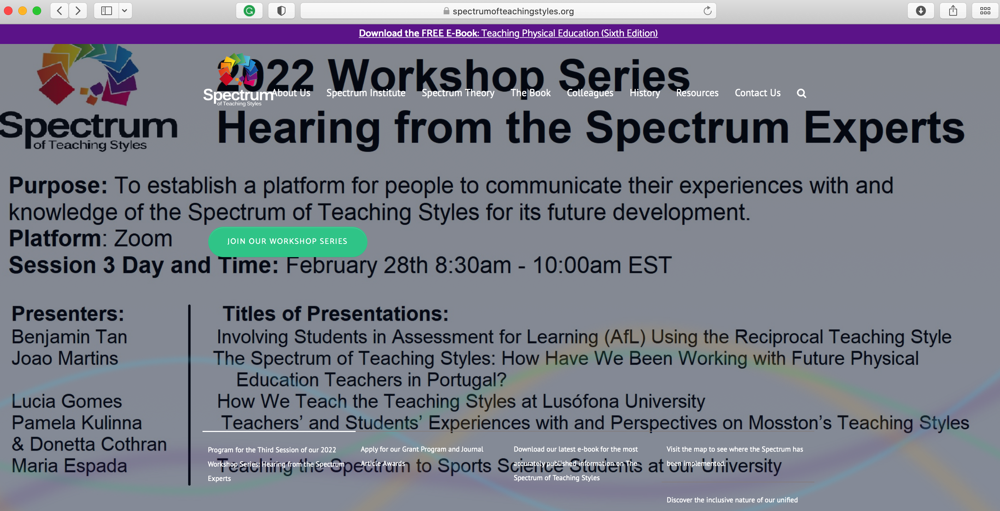 spectrumofteachingstyles.org
Download the FREE E-Book: Teaching Physical Education (Sixth Edition)
Spectrum
of Teaching Styles
2022 Workshop Series
Spectrum
of Teaching Styles
About Us Spectrum Institute Spectrum Theory The Book Colleagues History Resources Contact Us
Hearing from the Spectrum Experts
Purpose: To establish a platform for people to communicate their experiences with and
knowledge of the Spectrum of Teaching Styles for its future development.
Platform: Zoom
JOIN OUR WORKSHOP SERIES
Session 3 Day and Time: February 28th 8:30am - 10:00am EST
Presenters: Titles of Presentations:
Benjamin Tan Involving Students in Assessment for Learning (AfL) Using the Reciprocal Teaching Style
Joao Martins The Spectrum of Teaching Styles: How Have We Been Working with Future Physical
Education Teachers in Portugal?
Lucia Gomes How We Teach the Teaching Styles at Lusófona University
Pamela Kulinna Teachers’ and Students’ Experiences with and Perspectives on Mosston’s Teaching Styles
& Donetta Cothran
Maria Espada Teaching the Spectrum to Sports Science Students at our University
Program for the Third Session of our 2022
Workshop Series: Hearing from the Spectrum
Experts
Apply for our Grant Program and Journal
Article Awards
Download our latest e-book for the most
accurately published information on The
Spectrum of Teaching Styles
Visit the map to see where the Spectrum has
been implemented.
Discover the inclusive nature of our unified